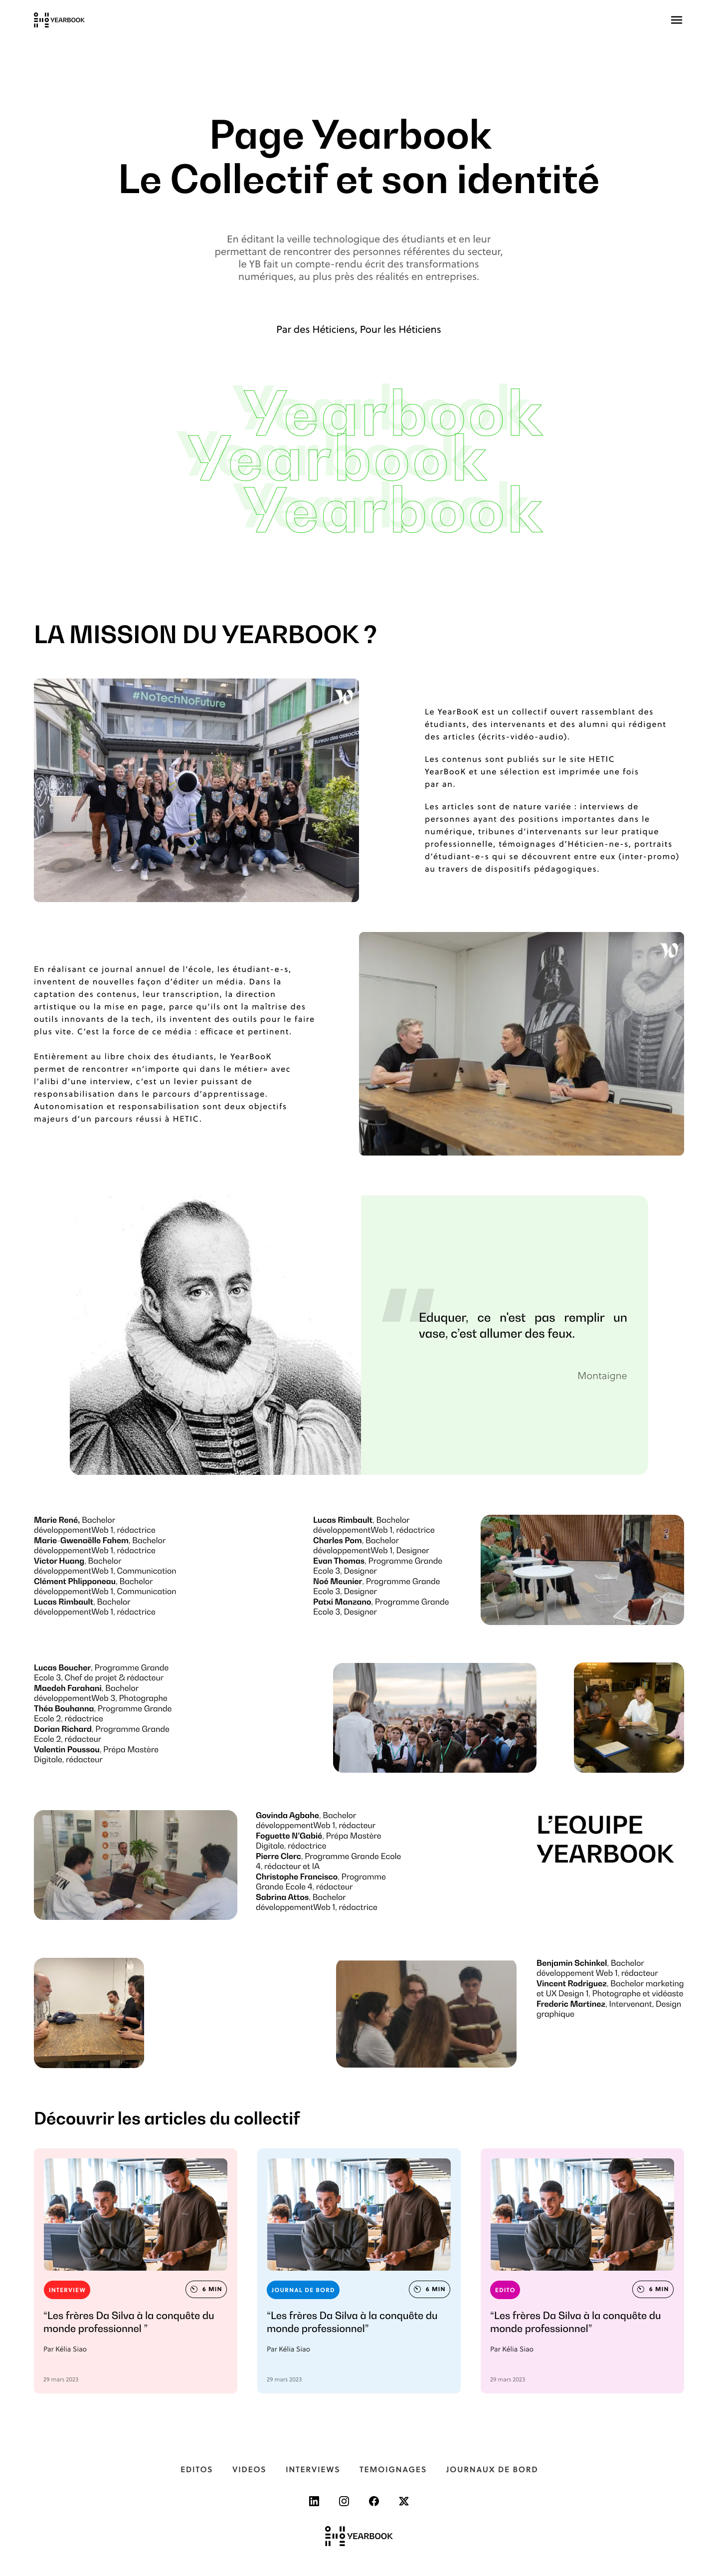 YEARBOOK
Page Yearbook
Le Collectif et son identité
En éditant la veille technologique des étudiants et en leur
permettant de rencontrer des personnes référentes du secteur,
le YB fait un compte-rendu écrit des transformations
numériques, au plus près des réalités en entreprises.
Par des Héticiens, Pour les Héticiens
Yearbook
Yearbook
Yearbook
LA MISSION DU YEARBOOK ?
#NoTechNoFuture
Bureau des associa
Le YearBooK est un collectif ouvert rassemblant des
étudiants, des intervenants et des alumni qui rédigent
des articles (écrits-vidéo-audio).
Les contenus sont publiés sur le site HETIC
YearBooK et une sélection est imprimée une fois
par an.
Les articles sont de nature variée : interviews de
personnes ayant des positions importantes dans le
numérique, tribunes d'intervenants sur leur pratique
professionnelle, témoignages d'Héticien-ne-s, portraits
d'étudiant-e-s qui se découvrent entre eux (inter-promo)
au travers de dispositifs pédagogiques.
En réalisant ce journal annuel de l'école, les étudiant-e-s,
inventent de nouvelles façon d'éditer un média. Dans la
captation des contenus, leur transcription, la direction
artistique ou la mise en page, parce qu'ils ont la maîtrise des
outils innovants de la tech, ils inventent des outils pour le faire
plus vite. C'est la force de ce média : efficace et pertinent.
Entièrement au libre choix des étudiants, le YearBooK
permet de rencontrer «n'importe qui dans le métier» avec
l'alibi d'une interview, c'est un levier puissant de
responsabilisation dans le parcours d'apprentissage.
Autonomisation et responsabilisation sont deux objectifs
majeurs d'un parcours réussi à HETIC.
Eduquer, ce n'est pas remplir un
vase, c'est allumer des feux.
Montaigne
Marie René, Bachelor
développementWeb 1, rédactrice
Marie-Gwenaëlle Fahem, Bachelor
développementWeb 1, rédactrice
Victor Huang, Bachelor
développementWeb 1, Communication
Clément Phlipponeau, Bachelor
développementWeb 1, Communication
Lucas Rimbault, Bachelor
développementWeb 1, rédactrice
Lucas Rimbault, Bachelor
développementWeb 1, rédactrice
Charles Pom, Bachelor
développementWeb 1, Designer
Evan Thomas, Programme Grande
Ecole 3, Designer
Noé Meunier, Programme Grande
Ecole 3, Designer
Patxi Manzano, Programme Grande
Ecole 3, Designer
Lucas Boucher, Programme Grande
Ecole 3, Chef de projet & rédacteur
Maedeh Farahani, Bachelor
développementWeb 3, Photographe
Théa Bouhanna, Programme Grande
Ecole 2, rédactrice
Dorian Richard, Programme Grande
Ecole 2, rédacteur
Valentin Poussou, Prépa Mastère
Digitale, rédacteur
Govinda Agbahe, Bachelor
développementWeb 1, rédacteur
Foguette N'Gabié, Prépa Mastère
Digitale, rédactrice
Pierre Clerc, Programme Grande Ecole
4, rédacteur et IA
Christophe Francisco, Programme
Grande Ecole 4, rédacteur
Sabrina Attos, Bachelor
développementWeb 1, rédactrice
L'EQUIPE
YEARBOOK
Benjamin Schinkel, Bachelor
développement Web 1, rédacteur
Vincent Rodriguez, Bachelor marketing
et UX Design 1, Photographe et vidéaste
Frederic Martinez, Intervenant, Design
graphique
Découvrir les articles du collectif
INTERVIEW
6 MIN
“Les frères Da Silva à la conquête du
monde professionnel ”
Par Kélia Siao
29 mars 2023
JOURNAL DE BORD
6 MIN
“Les frères Da Silva à la conquête du
monde professionnel”
Par Kélia Siao
29 mars 2023
EDITO
6 MIN
“Les frères Da Silva à la conquête du
monde professionnel”
Par Kélia Siao
29 mars 2023
EDITOS VIDEOS INTERVIEWS TEMOIGNAGES JOURNAUX DE BORD
YEARBOOK